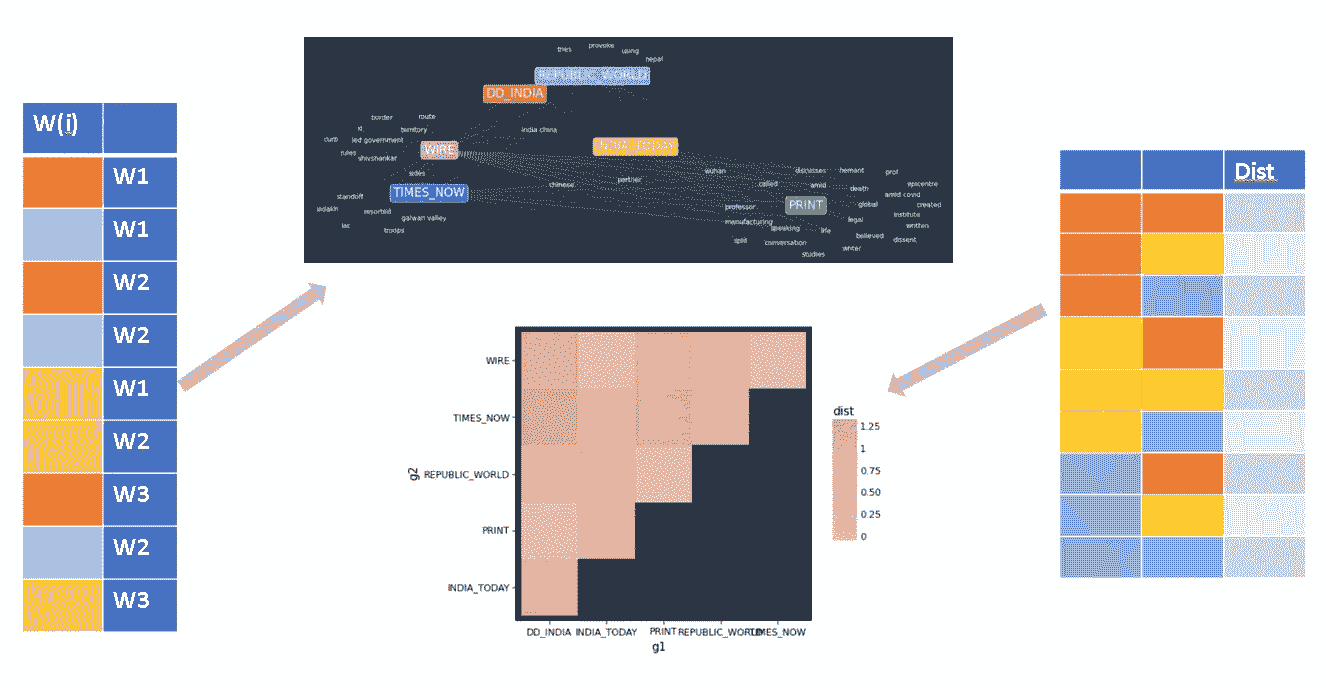 W(i)
W1
W1
W2
W2
W1
W2
W3
W2
W3
tries
provoke
using
nepal
REPUBLIC_WORLD
DD_INDIA
border
route
territory
india china
curb
led government
WIRE
INDIA_TODAY
rules
shivshankar
sides
wuhan
discusses
hemant
prof
chinese
partner
called
amid
death
epicentre
TIMES_NOW
amid covid
standoff
PRINT
global
created
ladakh
reported
professor
institute
galwan valley
manufacturing
legal
written
lac
troops
speaking
life
believed
dissent
split
conversation
writer
studies
Dist
WIRE
TIMES_NOW
REPUBLIC_WORLD
PRINT
INDIA_TODAY
g2
DD_INDIA
INDIA_TODAY
PRINT
REPUBLIC_WORLD
TIMES_NOW
g1
dist
1.25
1
0.75
0.50
0.25
0